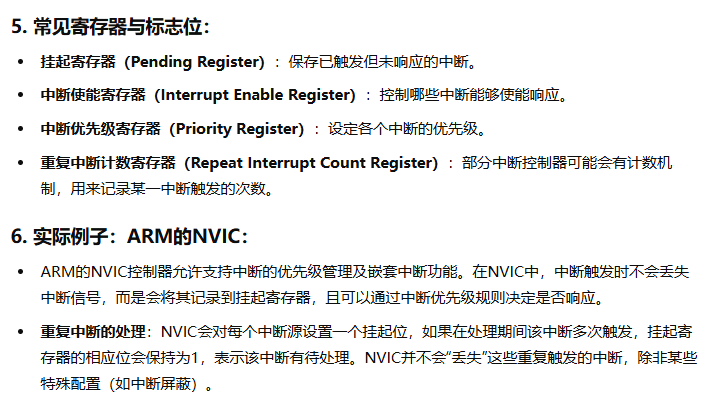 5. 常见寄存器与标志位：
• 挂起寄存器（Pending Register）：保存已触发但未响应的中断。
• 中断使能寄存器（Interrupt Enable Register）：控制哪些中断能够使能响应。
• 中断优先级寄存器（Priority Register）：设定各个中断的优先级。
• 重复中断计数寄存器（Repeat Interrupt Count Register）：部分中断控制器可能会有计数机
制，用来记录某一中断触发的次数。
6. 实际例子：ARM的NVIC：
• ARM的NVIC控制器允许支持中断的优先级管理及嵌套中断功能。在NVIC中，中断触发时不会丢失
中断信号，而是会将其记录到挂起寄存器，且可以通过中断优先级规则决定是否响应。
• 重复中断的处理：NVIC会对每个中断源设置一个挂起位，如果在处理期间该中断多次触发，挂起寄
存器的相应位会保持为1，表示该中断有待处理。NVIC并不会“丢失”这些重复触发的中断，除非某些
特殊配置（如中断屏蔽）。